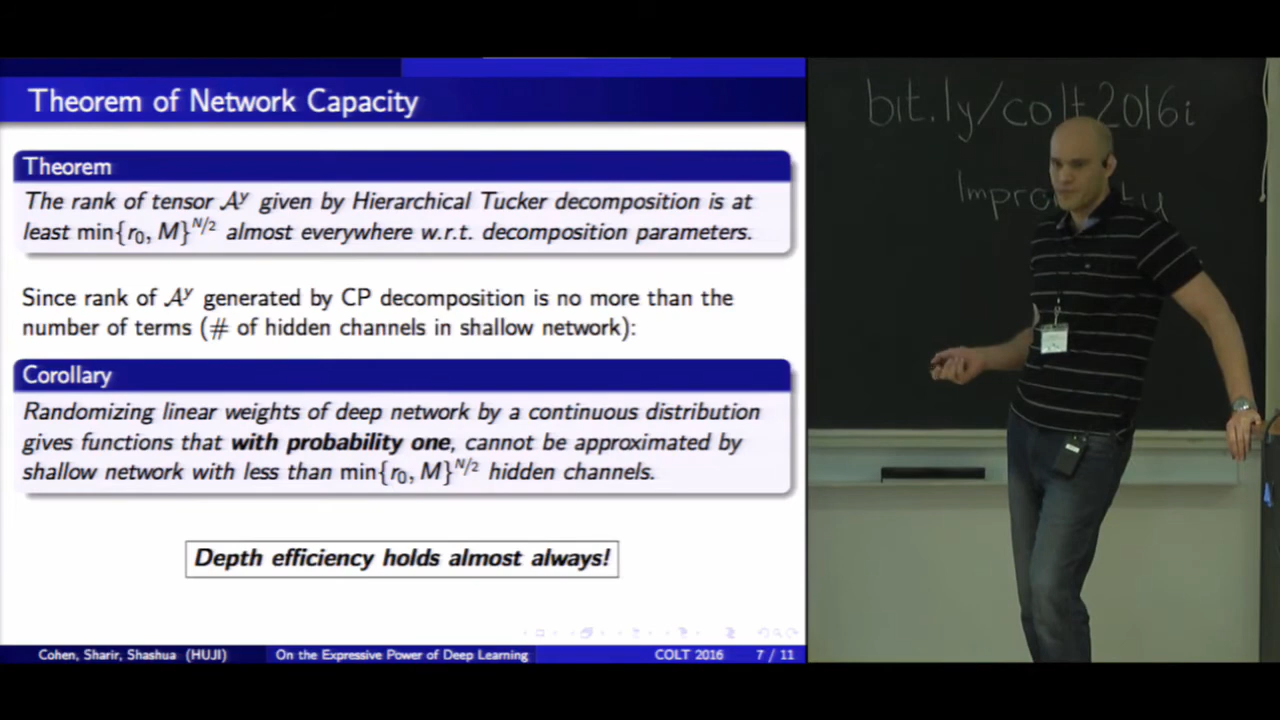 Theorem of Network Capacity
Theorem
The rank of tensor 𝒜ʸ given by Hierarchical Tucker decomposition is at
least min{r₀, M}^{N/2} almost everywhere w.r.t. decomposition parameters.
Since rank of 𝒜ʸ generated by CP decomposition is no more than the
number of terms (# of hidden channels in shallow network):
Corollary
Randomizing linear weights of deep network by a continuous distribution
gives functions that with probability one, cannot be approximated by
shallow network with less than min{r₀, M}^{N/2} hidden channels.
Depth efficiency holds almost always!
Cohen, Sharir, Shashua (HUJI) On the Expressive Power of Deep Learning COLT 2016 7 / 11
bit.ly/colt2016i